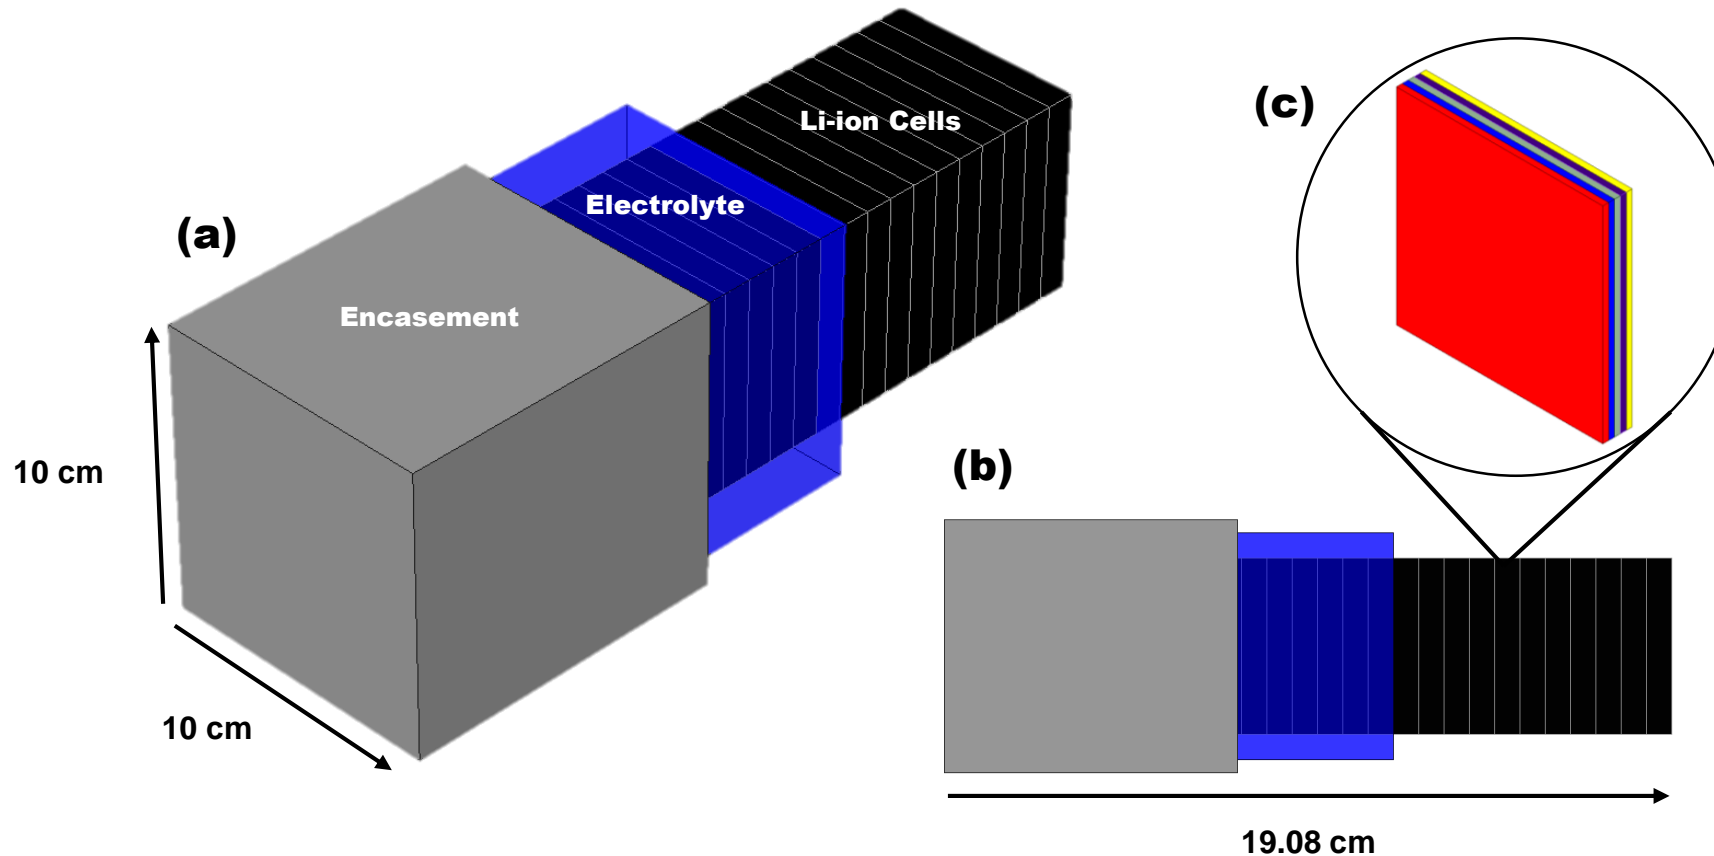 (a)
Encasement
Electrolyte
Li-ion Cells
10 cm
10 cm
(b)
19.08 cm
(c)